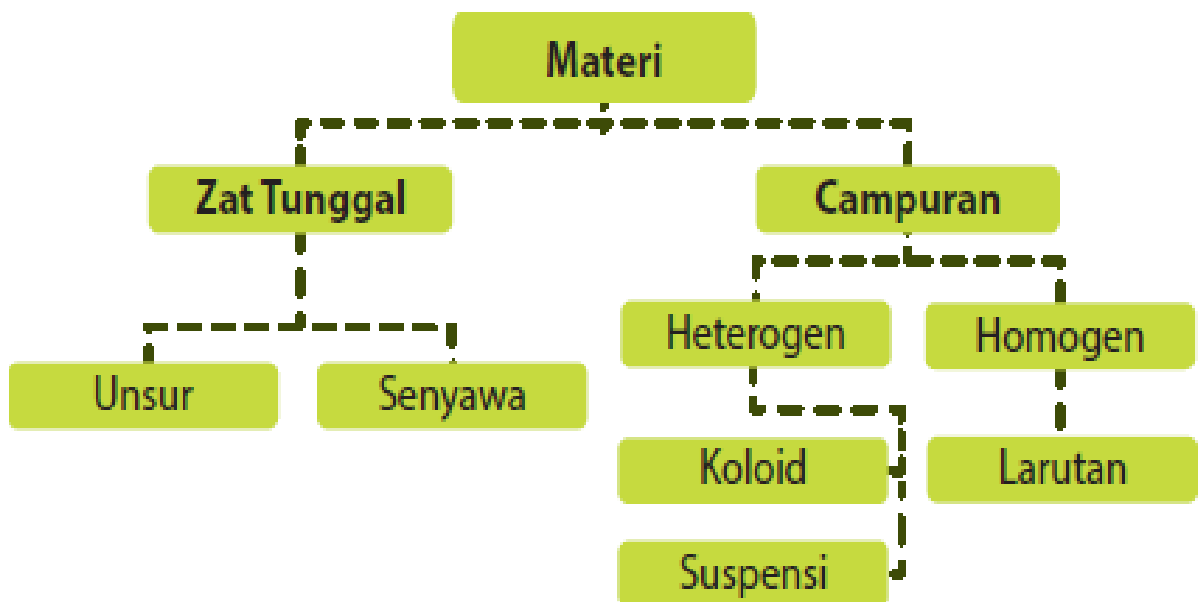 Materi
Zat Tunggal
Campuran
Heterogen
Homogen
Unsur
Senyawa
Koloid
Larutan
Suspensi